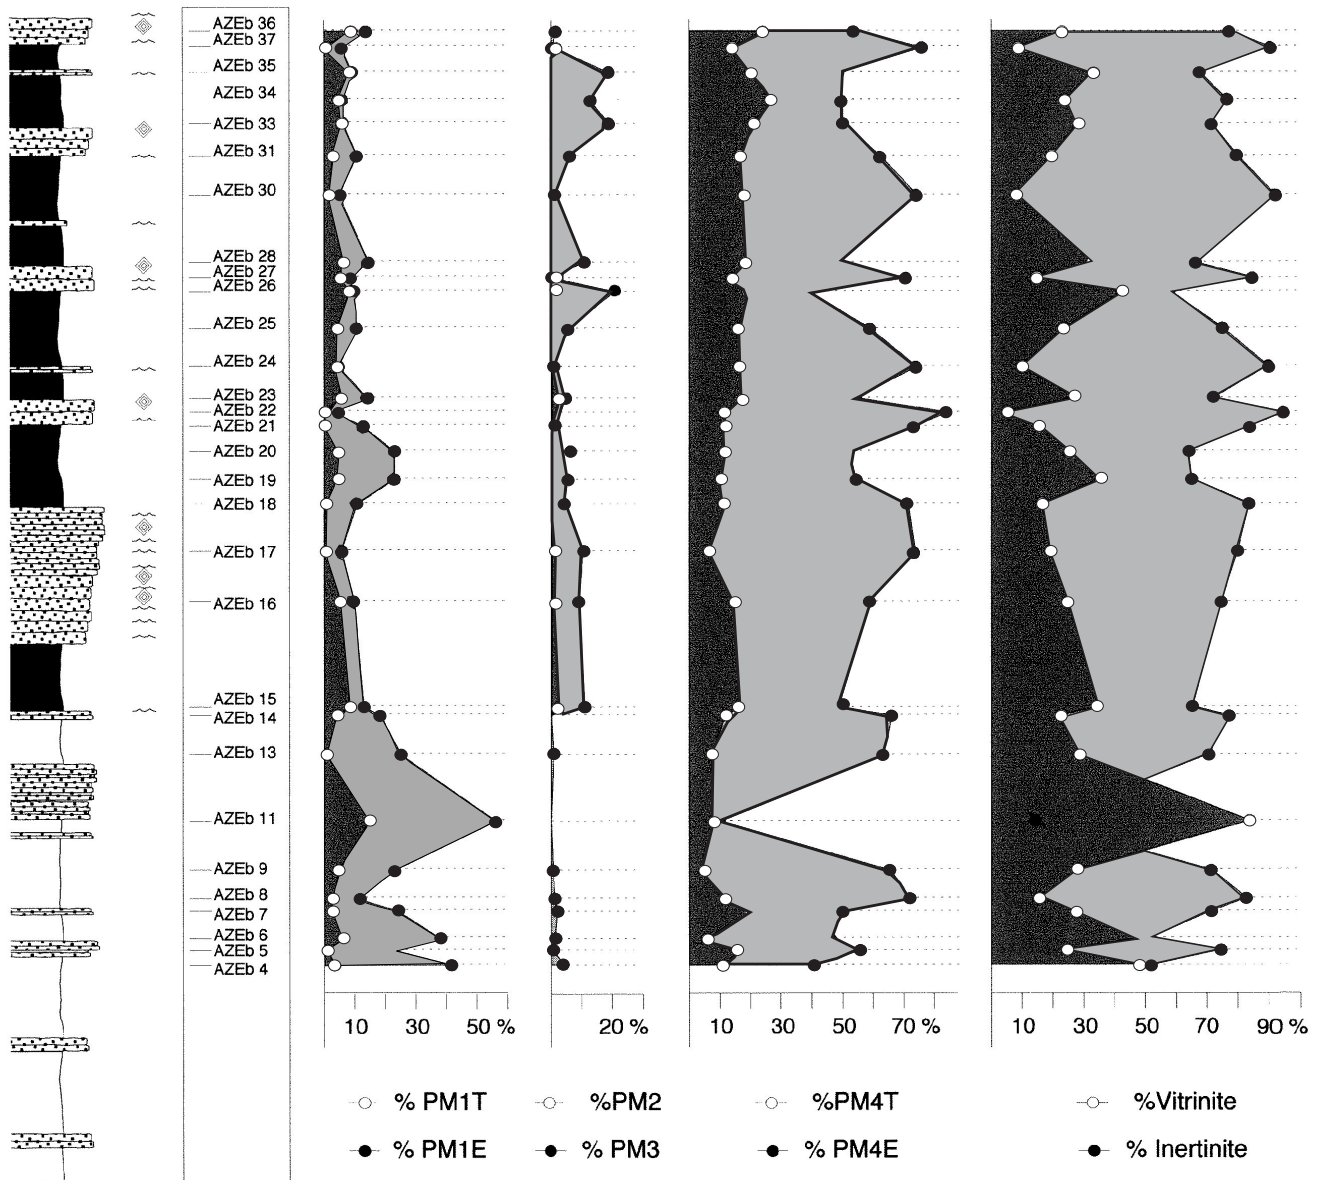 AZEb 36
AZEb 37
AZEb 35
AZEb 34
AZEb 33
AZEb 31
AZEb 30
AZEb 28
AZEb 27
AZEb 26
AZEb 25
AZEb 24
AZEb 23
AZEb 22
AZEb 21
AZEb 20
AZEb 19
AZEb 18
AZEb 17
AZEb 16
AZEb 15
AZEb 14
AZEb 13
AZEb 11
AZEb 9
AZEb 8
AZEb 7
AZEb 6
AZEb 5
AZEb 4
10 30 50 % 20 % 10 30 50 70 % 10 30 50 70 90 %
% PM1T %PM2 %PM4T %Vitrinite
% PM1E % PM3 % PM4E % Inertinite